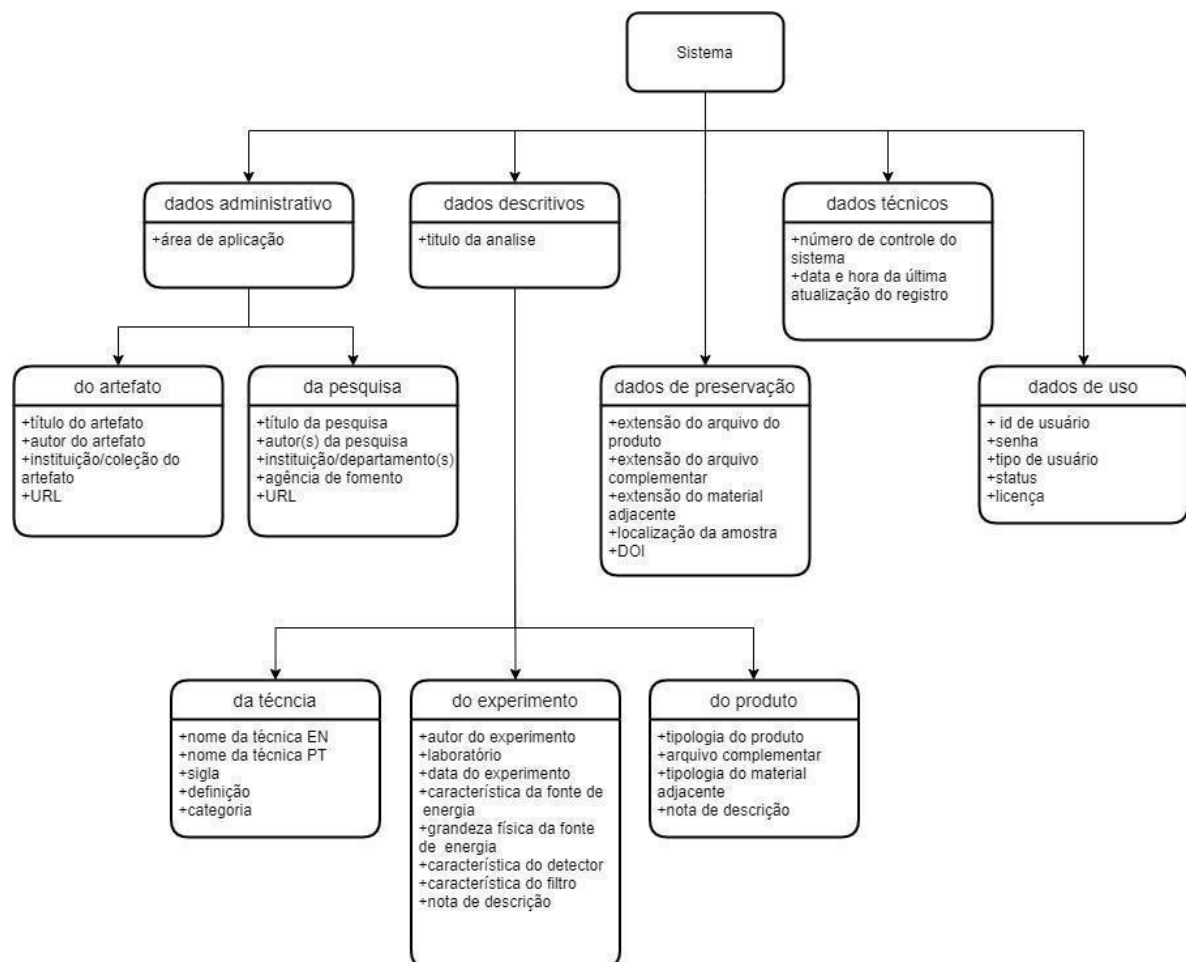 Sistema
dados administrativo
+área de aplicação
dados descritivos
+titulo da analise
dados técnicos
+número de controle do
sistema
+data e hora da última
atualização do registro
do artefato
+título do artefato
+autor do artefato
+instituição/coleção do
artefato
+URL
da pesquisa
+título da pesquisa
+autor(s) da pesquisa
+instituição/departamento(s)
+agência de fomento
+URL
dados de preservação
+extensão do arquivo do
produto
+extensão do arquivo
complementar
+extensão do material
adjacente
+localização da amostra
+DOI
dados de uso
+ id de usuário
+senha
+tipo de usuário
+status
+licença
da técncia
+nome da técnica EN
+nome da técnica PT
+sigla
+definição
+categoria
do experimento
+autor do experimento
+laboratório
+data do experimento
+característica da fonte de
energia
+grandeza física da fonte
de energia
+característica do detector
+característica do filtro
+nota de descrição
do produto
+tipologia do produto
+arquivo complementar
+tipologia do material
adjacente
+nota de descrição